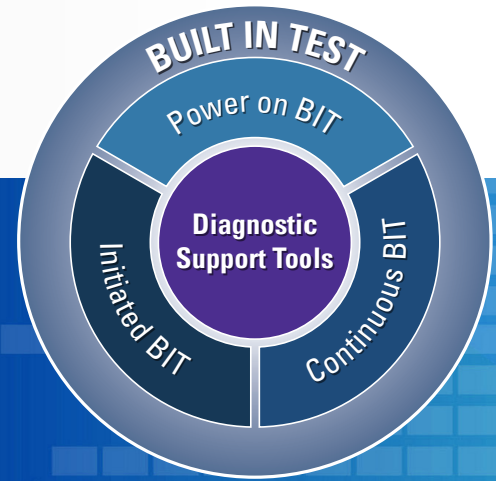 BUILT IN TEST
Power on BIT
Diagnostic
Support Tools
Initiated BIT
Continuous BIT